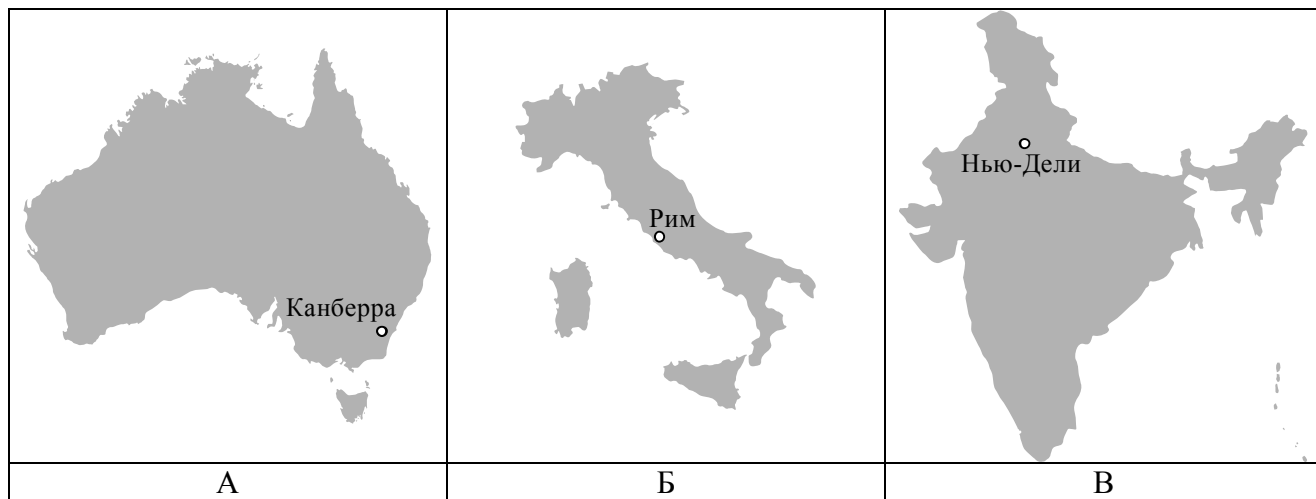 Канберра
Рим
Нью-Дели
А
Б
В